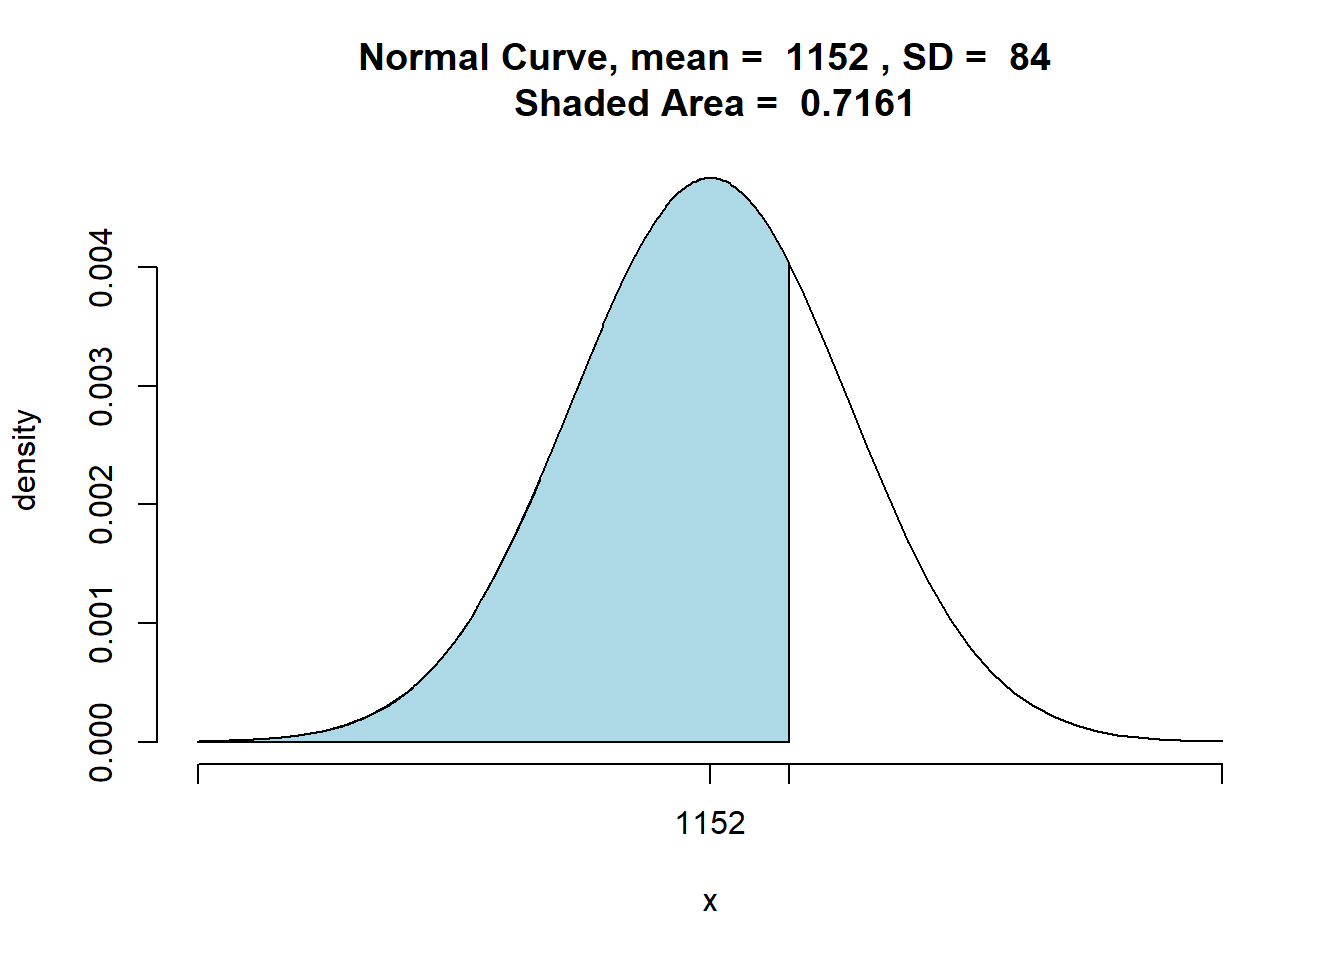 Normal Curve, mean =  1152 , SD =  84
Shaded Area =  0.7161
density
0.004
0.003
0.002
0.001
0.000
1152
x